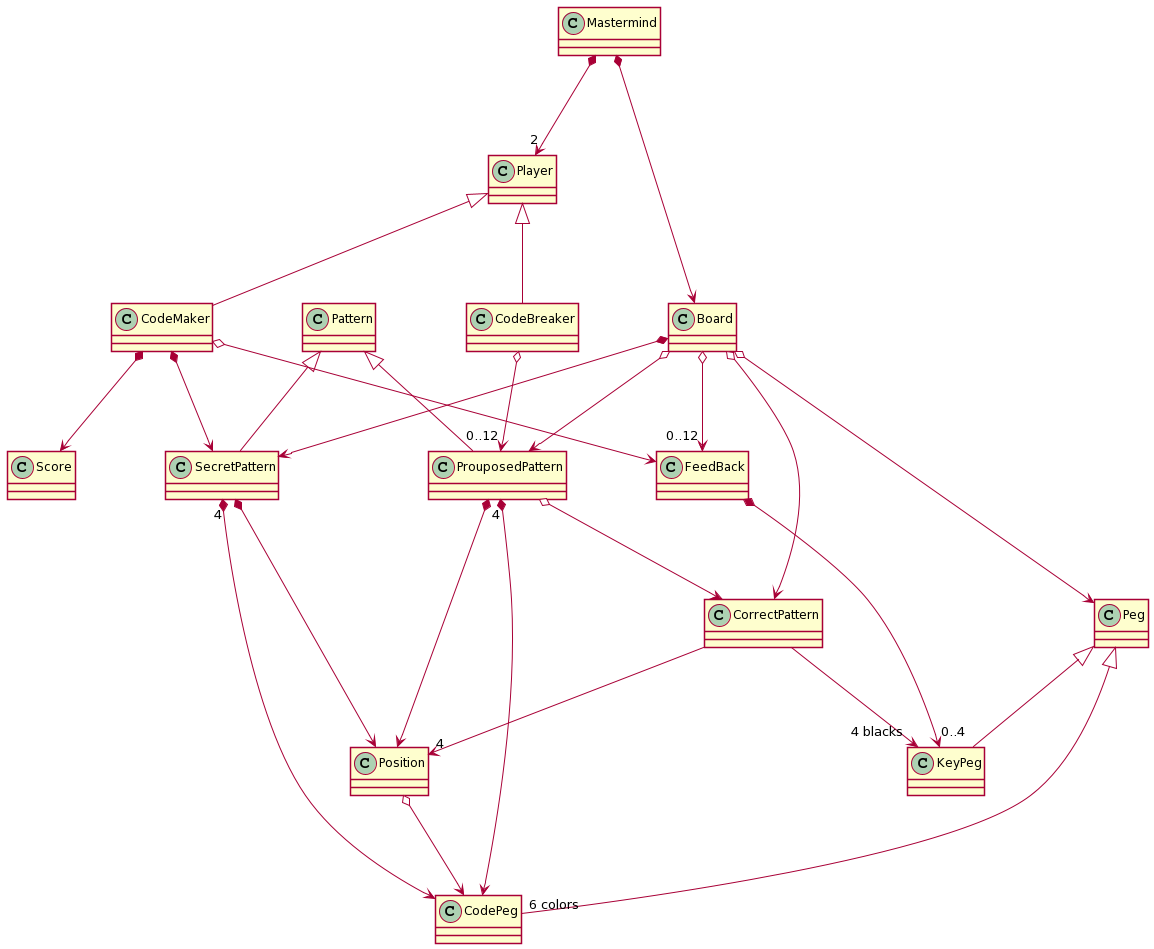 C Mastermind
2
C Player
C CodeMaker
C Pattern
C CodeBreaker
C Board
0..12
0..12
C Score
C SecretPattern
C ProuposedPattern
C FeedBack
4
4
C CorrectPattern
C Peg
4 blacks
0..4
4
C Position
C KeyPeg
6 colors
C CodePeg